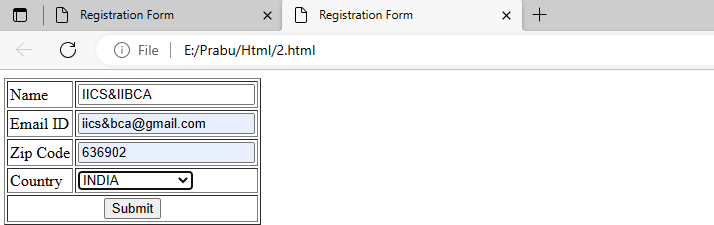 Registration Form Registration Form
File E:/Prabu/Html/2.html
Name IICS&IIBCA
Email ID iics&bca@gmail.com
Zip Code 636902
Country INDIA
Submit